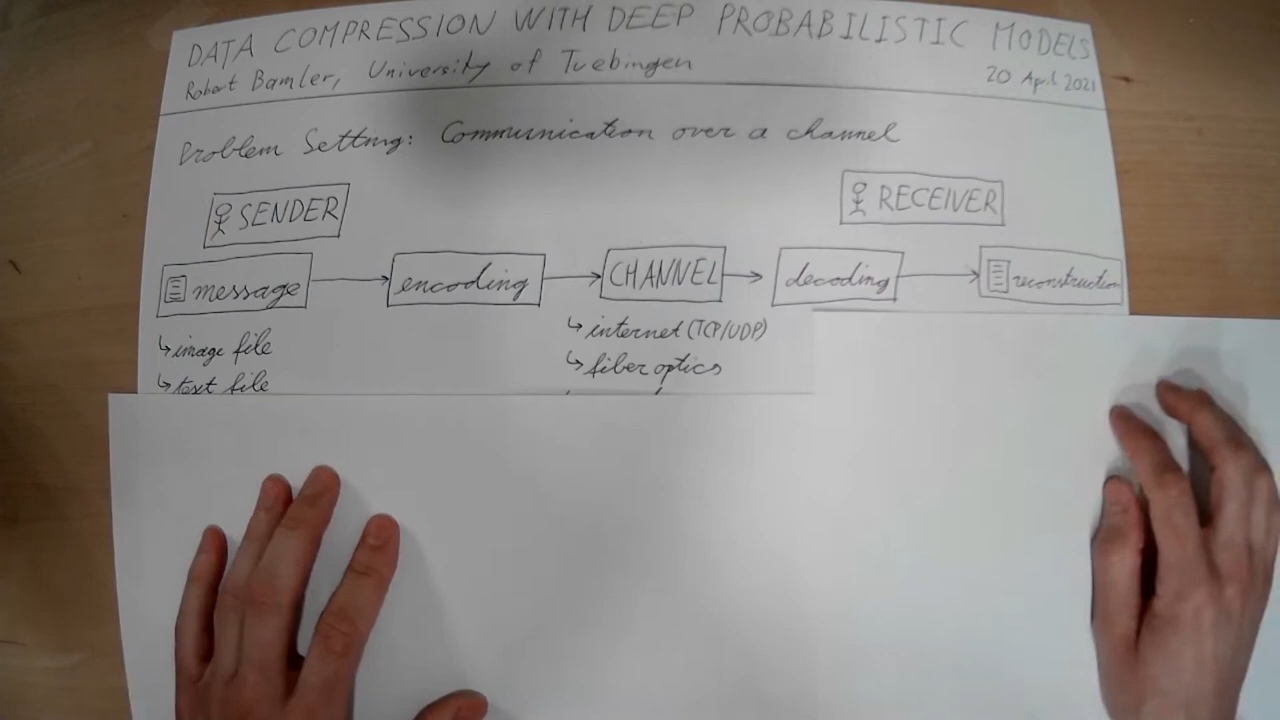 DATA COMPRESSION WITH DEEP PROBABILISTIC MODELS
Robert Bamler, University of Tuebingen
20 April 2021
Problem Setting: Communication over a channel
SENDER
RECEIVER
message
encoding
CHANNEL
decoding
reconstruction
↳ image file
↳ text file
↳ internet (TCP/UDP)
↳ fiber optics